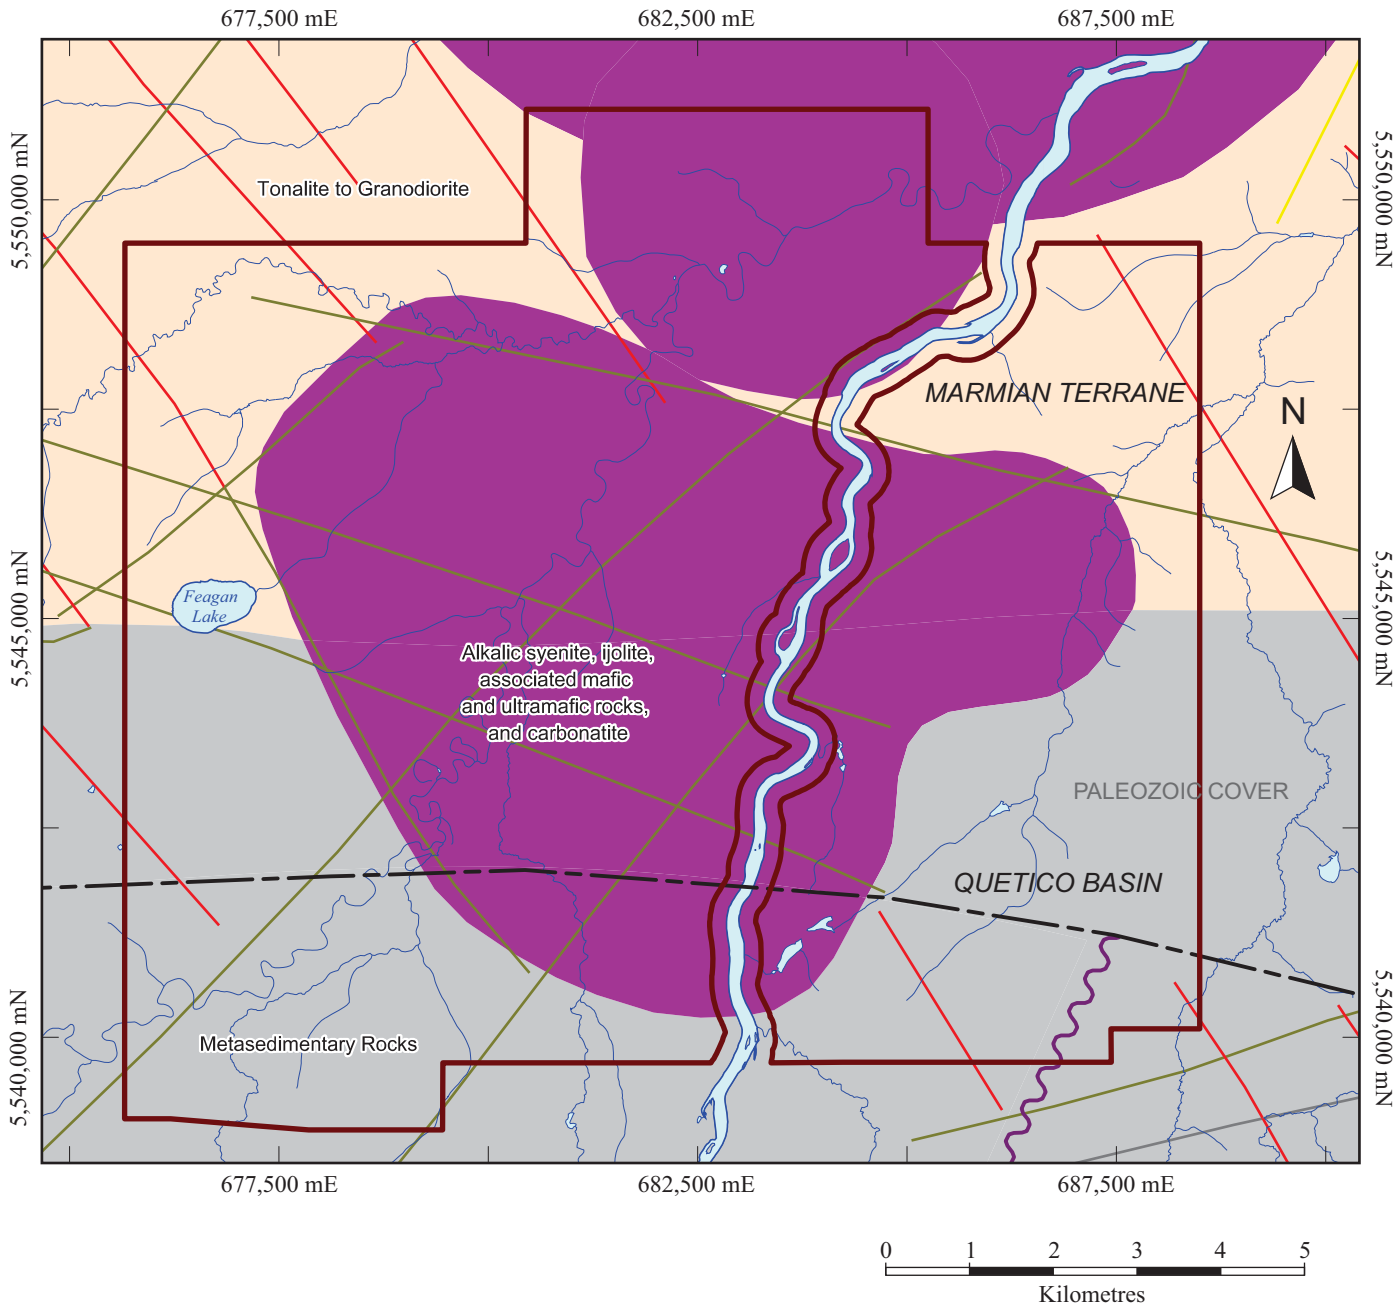 677,500 mE
682,500 mE
687,500 mE
5,550,000 mN
5,550,000 mN
Tonalite to Granodiorite
MARMIAN TERRANE
N
5,545,000 mN
5,545,000 mN
Feagan
Lake
Alkalic syenite, ijolite,
associated mafic
and ultramafic rocks,
and carbonatite
PALEOZOIC COVER
QUETICO BASIN
5,540,000 mN
5,540,000 mN
Metasedimentary Rocks
677,500 mE
682,500 mE
687,500 mE
0 1 2 3 4 5
Kilometres